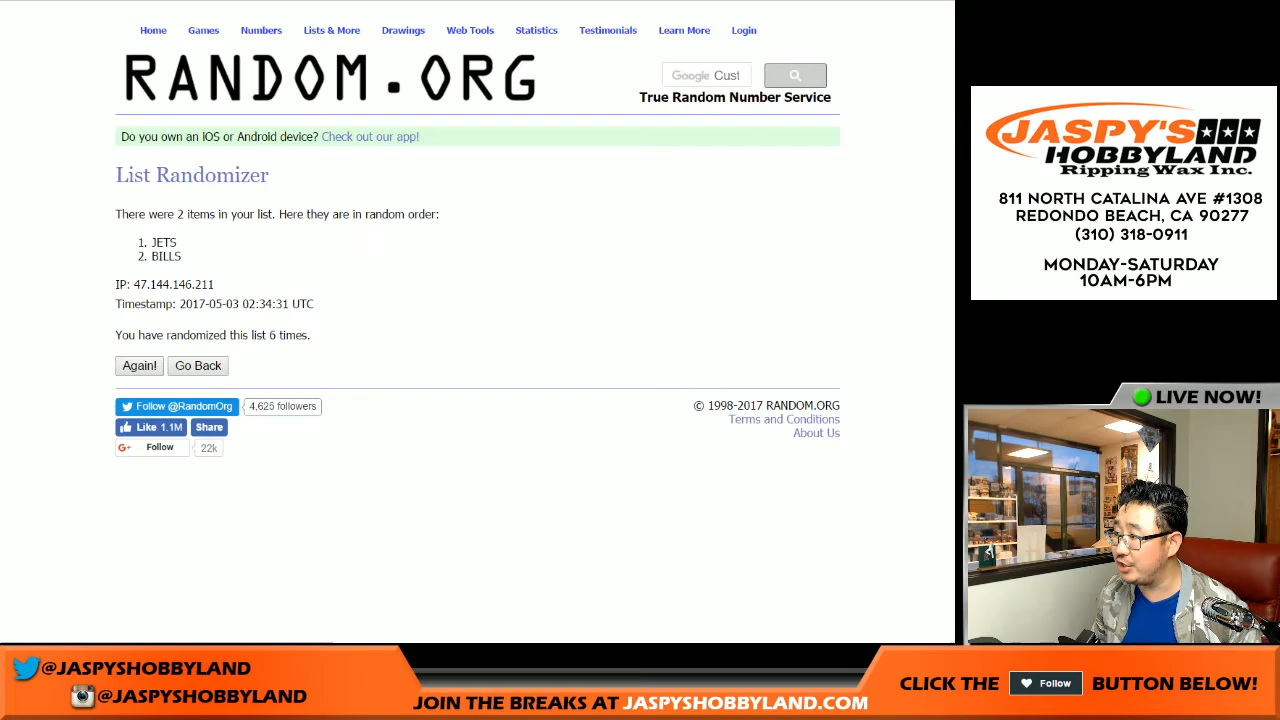 Home Games Numbers Lists & More Drawings Web Tools Statistics Testimonials Learn More Login
RANDOM.ORG
Google Cust
True Random Number Service
Do you own an iOS or Android device? Check out our app!
List Randomizer
There were 2 items in your list. Here they are in random order:
1. JETS
2. BILLS
IP: 47.144.146.211
Timestamp: 2017-05-03 02:34:31 UTC
You have randomized this list 6 times.
Again! Go Back
Follow @RandomOrg 4,625 followers
Like 1.1M Share
G+ Follow 22k
© 1998-2017 RANDOM.ORG
Terms and Conditions
About Us
JASPY'S
HOBBYLAND
Ripping Wax Inc.
811 NORTH CATALINA AVE #1308
REDONDO BEACH, CA 90277
(310) 318-0911
MONDAY-SATURDAY
10AM-6PM
LIVE NOW!
@JASPYSHOBBYLAND
@JASPYSHOBBYLAND
JOIN THE BREAKS AT JASPYSHOBBYLAND.COM
CLICK THE Follow BUTTON BELOW!